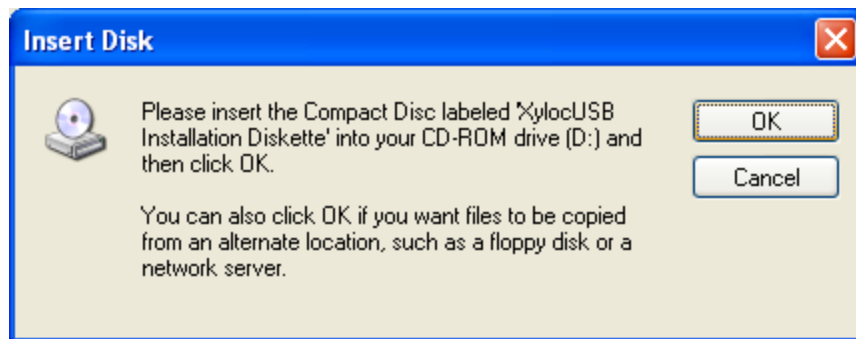 Insert Disk
Please insert the Compact Disc labeled 'XylocUSB
Installation Diskette' into your CD-ROM drive (D:) and
then click OK.
You can also click OK if you want files to be copied
from an alternate location, such as a floppy disk or a
network server.
OK
Cancel